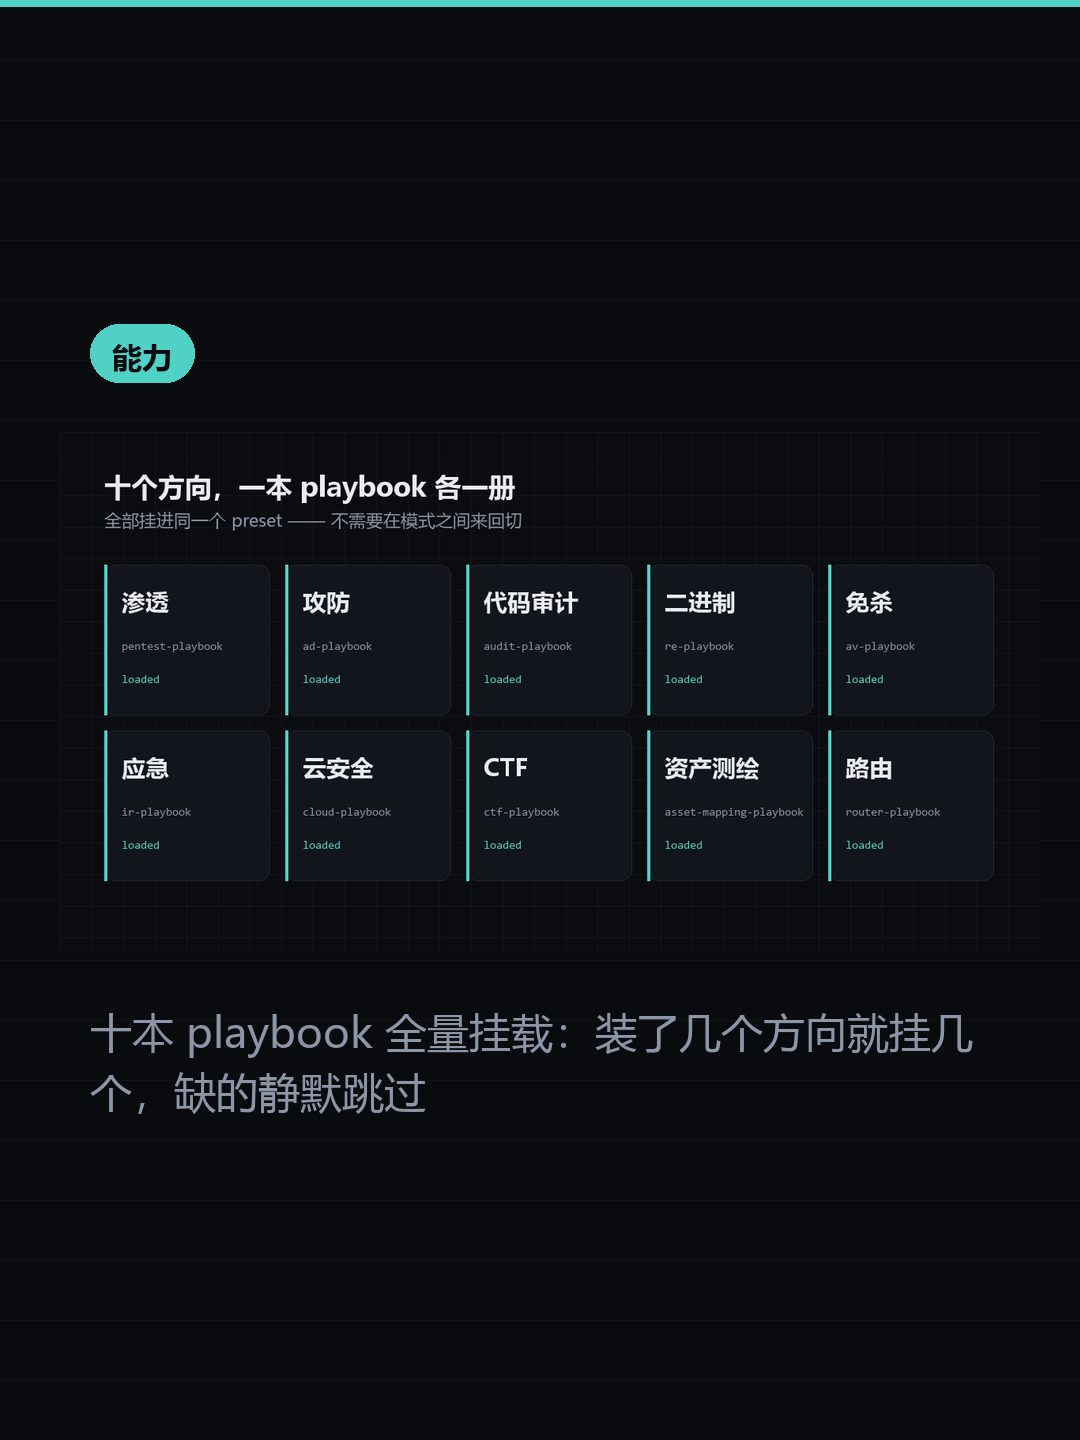 能力
十个方向，一本 playbook 各一册
全部挂进同一个 preset —— 不需要在模式之间来回切
渗透
pentest-playbook
loaded
攻防
ad-playbook
loaded
代码审计
audit-playbook
loaded
二进制
re-playbook
loaded
免杀
av-playbook
loaded
应急
ir-playbook
loaded
云安全
cloud-playbook
loaded
CTF
ctf-playbook
loaded
资产测绘
asset-mapping-playbook
loaded
路由
router-playbook
loaded
十本 playbook 全量挂载：装了几个方向就挂几
个，缺的静默跳过